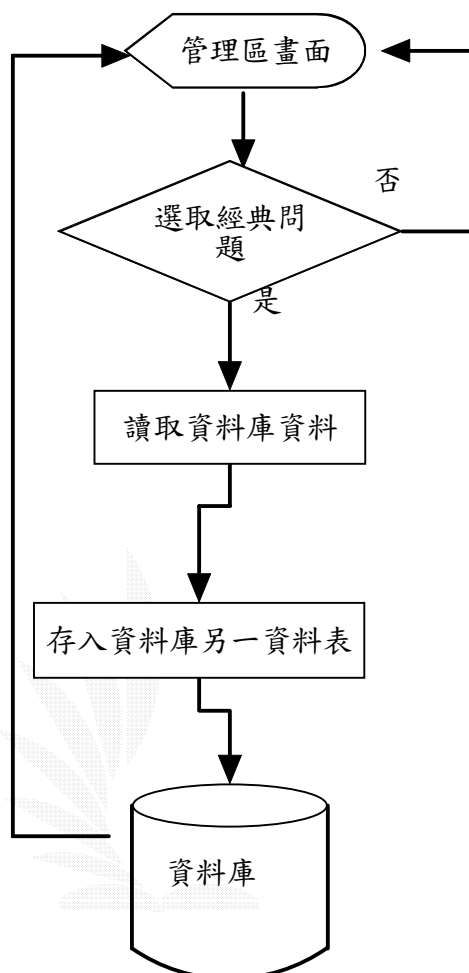 管理區畫面
否
選取經典問
題
是
讀取資料庫資料
存入資料庫另一資料表
資料庫